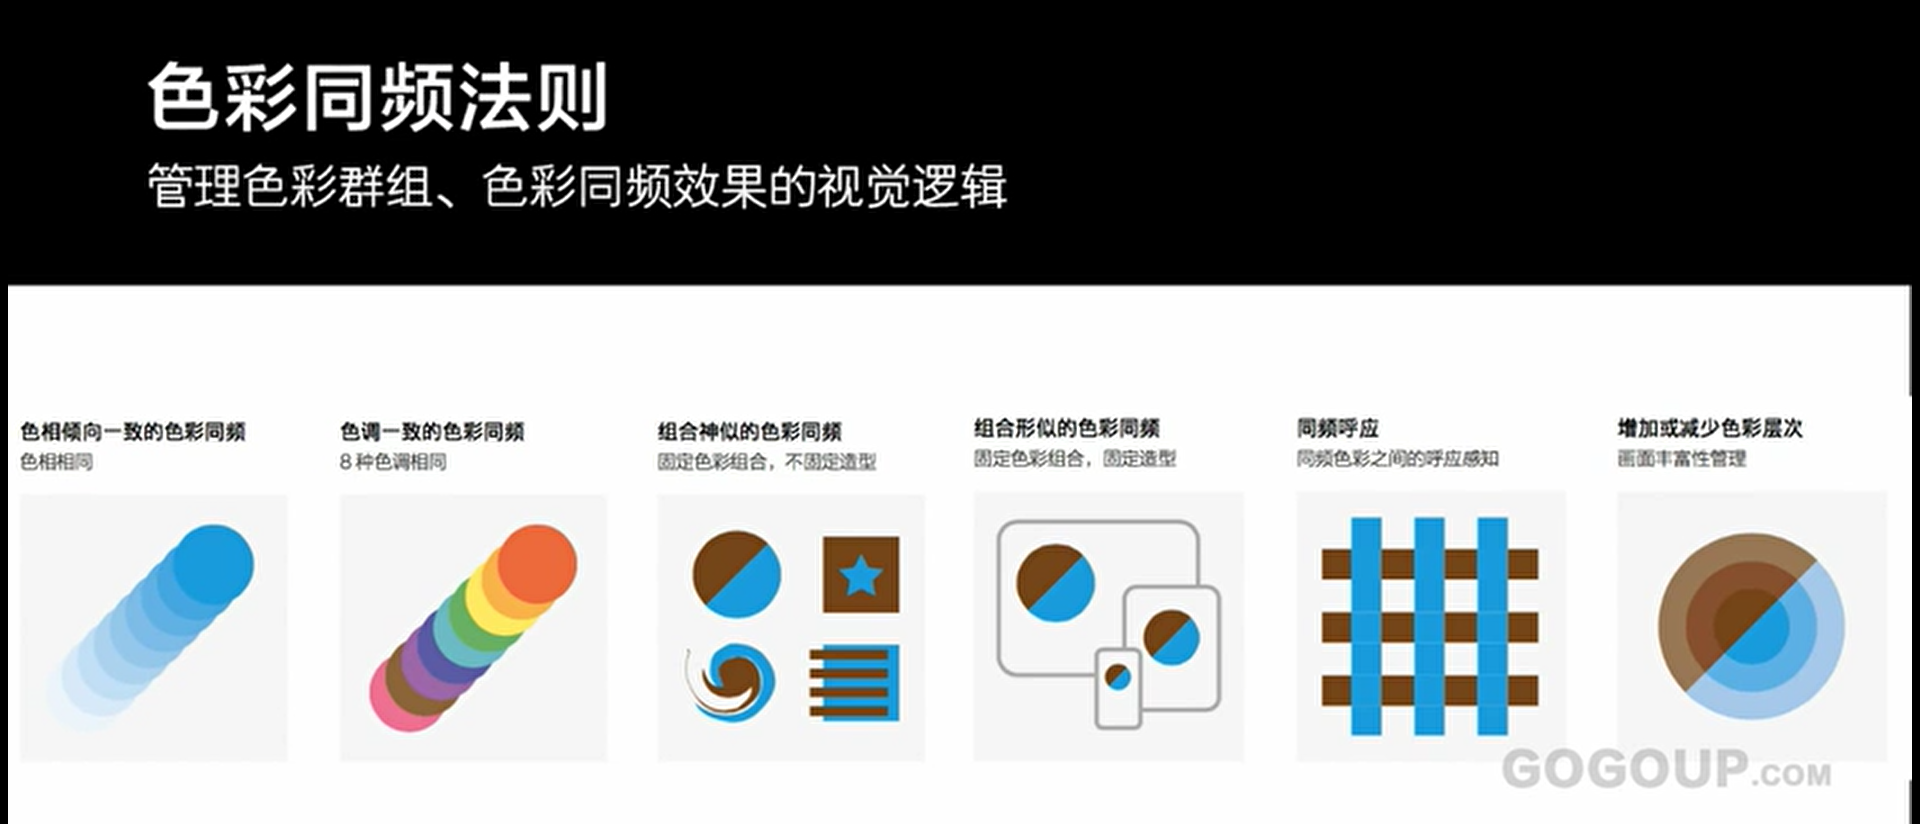 色彩同频法则
管理色彩群组、色彩同频效果的视觉逻辑
色相倾向一致的色彩同频
色相相同
色调一致的色彩同频
8 种色调相同
组合神似的色彩同频
固定色彩组合，不固定造型
组合形似的色彩同频
固定色彩组合，固定造型
同频呼应
同频色彩之间的呼应感知
增加或减少色彩层次
画面丰富性管理
GOGOUP.COM